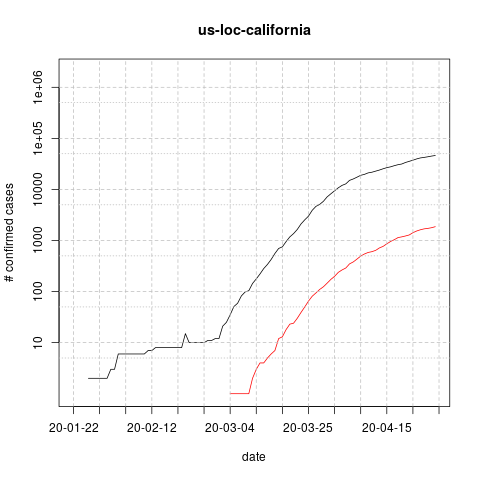 us-loc-california
1e+06
1e+05
10000
1000
100
10
# confirmed cases
20-01-22
20-02-12
20-03-04
20-03-25
20-04-15
date